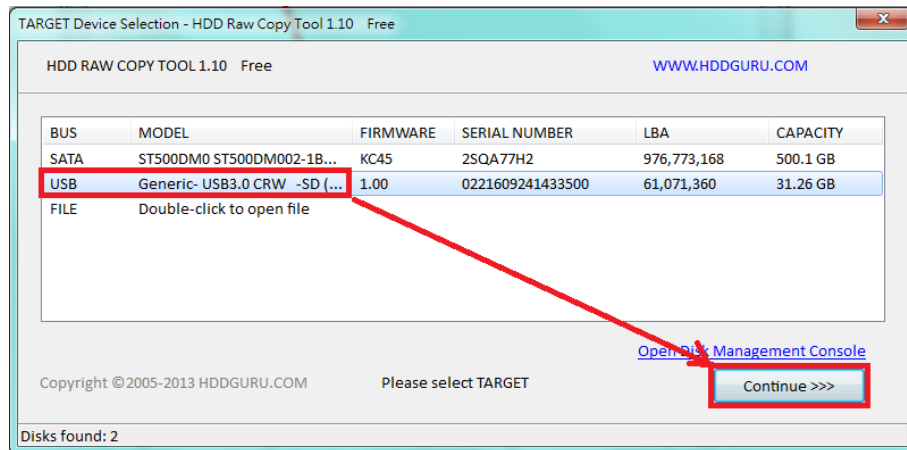 TARGET Device Selection - HDD Raw Copy Tool 1.10 Free
X
HDD RAW COPY TOOL 1.10 Free WWW.HDDGURU.COM
BUS MODEL FIRMWARE SERIAL NUMBER LBA CAPACITY
SATA ST500DM0 ST500DM002-1B... KC45 2SQA77H2 976,773,168 500.1 GB
USB Generic- USB3.0 CRW -SD (... 1.00 0221609241433500 61,071,360 31.26 GB
FILE Double-click to open file
Open Disk Management Console
Copyright ©2005-2013 HDDGURU.COM Please select TARGET Continue >>>
Disks found: 2